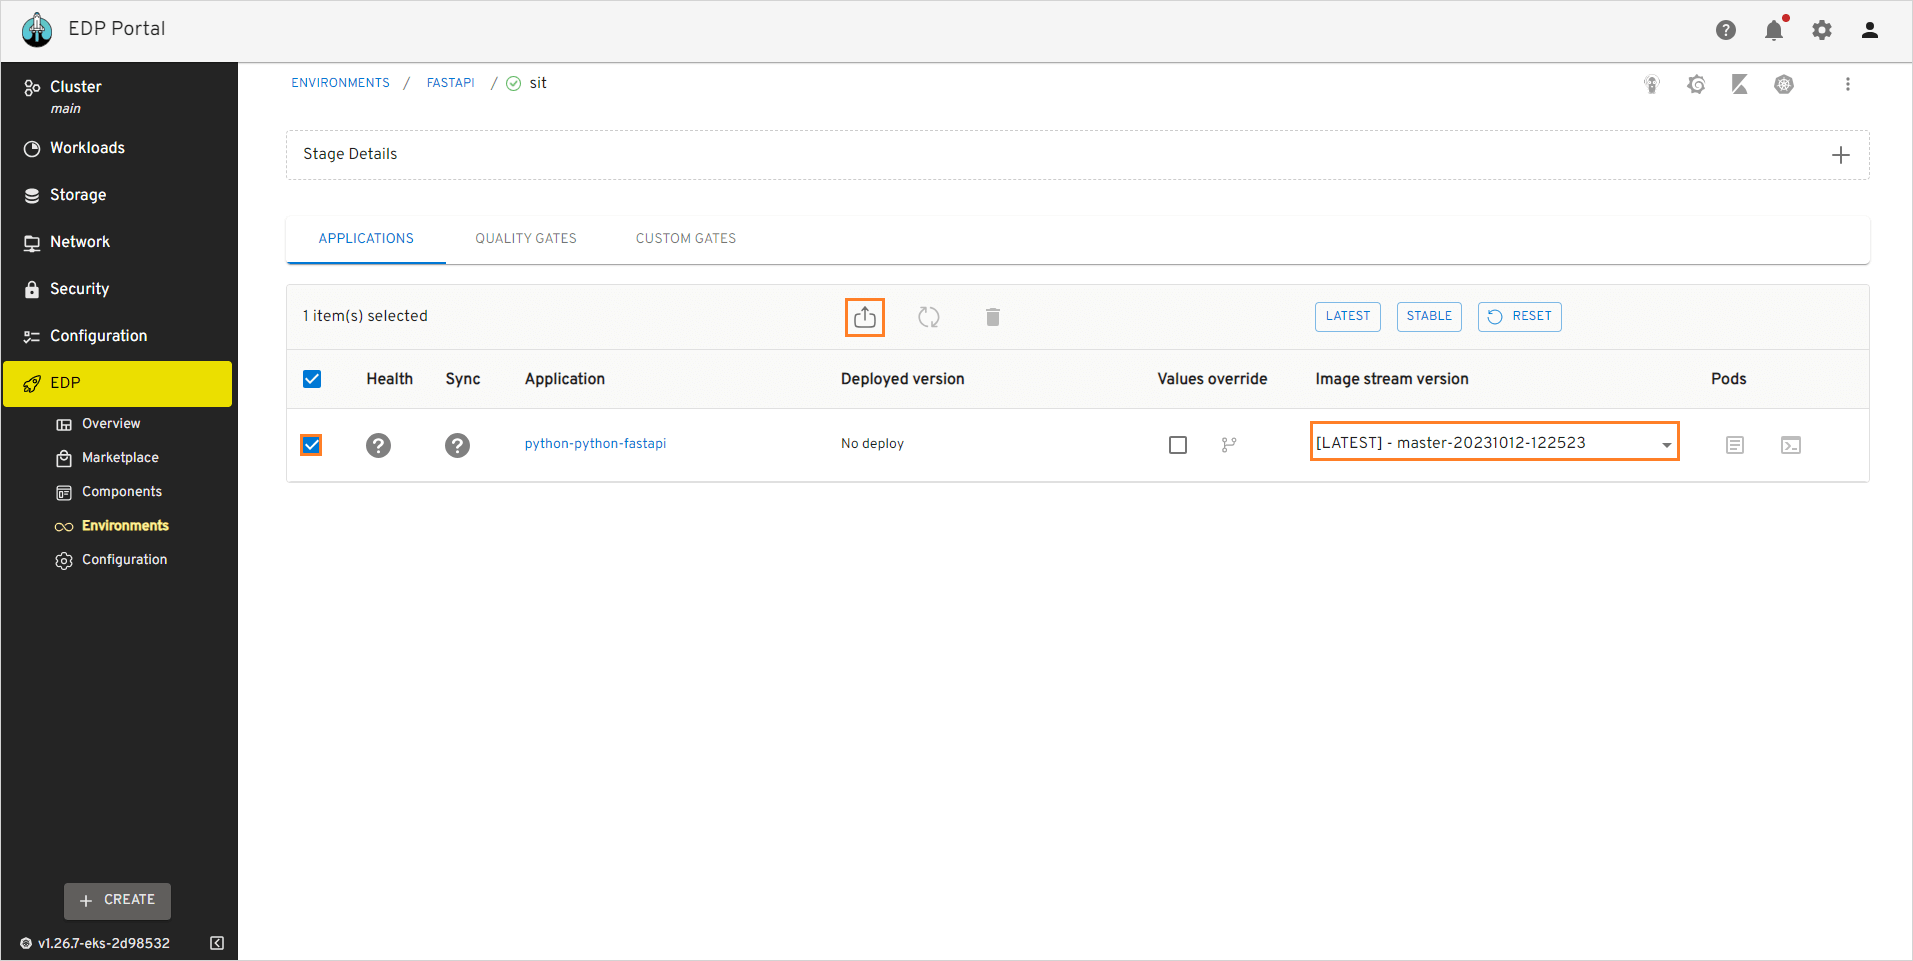 EDP Portal
Cluster
main
Workloads
Storage
Network
Security
Configuration
EDP
Overview
Marketplace
Components
Environments
Configuration
CREATE
v1.26.7-eks-2d98532
ENVIRONMENTS / FASTAPI / sit
Stage Details
APPLICATIONS QUALITY GATES CUSTOM GATES
1 item(s) selected LATEST STABLE RESET
Health Sync Application Deployed version Values override Image stream version Pods
python-python-fastapi No deploy [LATEST] - master-20231012-122523